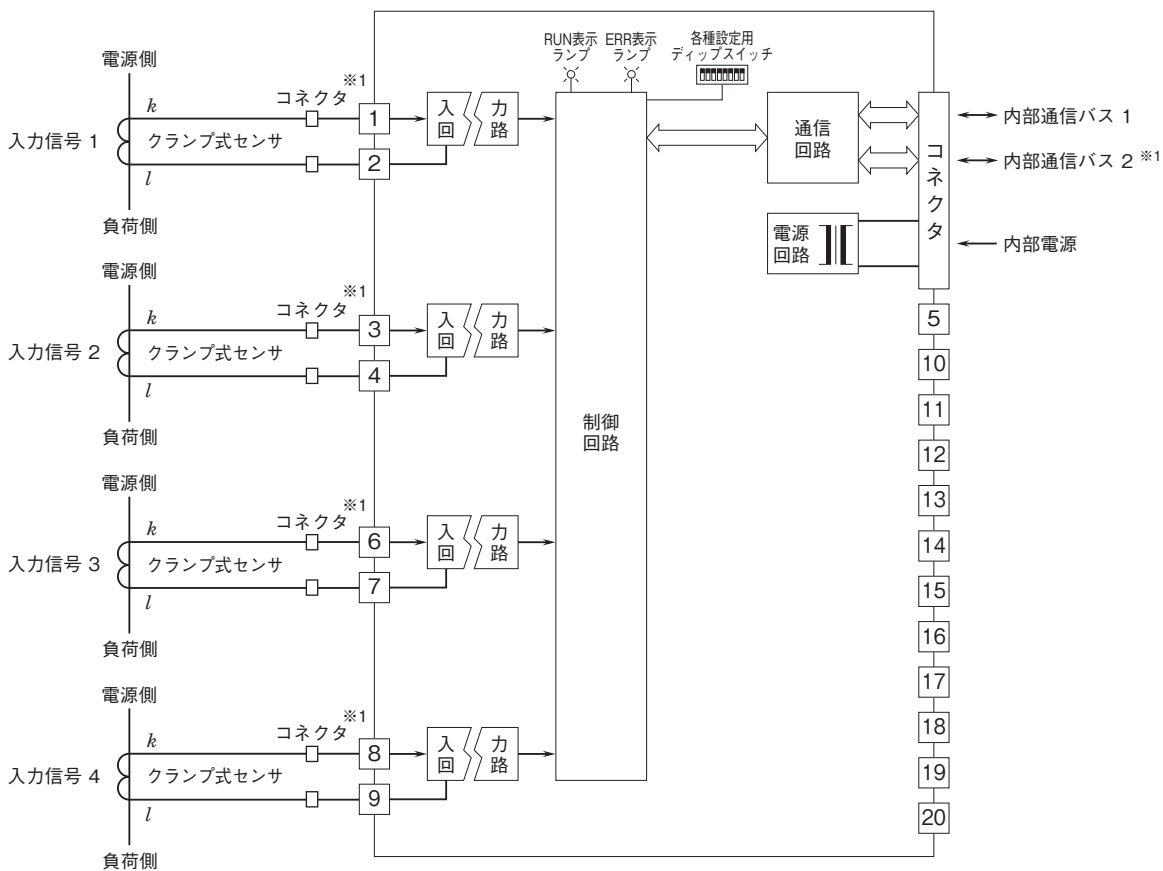 RUN表示
ランプ
ERR表示
ランプ
各種設定用
ディップスイッチ
電源側
k
コネクタ ※1
1
入力信号 1
クランプ式センサ
2
l
負荷側
入 力
回 路
通信
回路
コネクタ
内部通信バス 1
内部通信バス 2 ※1
電源
回路
内部電源
電源側
k
コネクタ ※1
3
入力信号 2
クランプ式センサ
4
l
負荷側
入 力
回 路
制御
回路
電源側
k
コネクタ ※1
6
入力信号 3
クランプ式センサ
7
l
負荷側
入 力
回 路
電源側
k
コネクタ ※1
8
入力信号 4
クランプ式センサ
9
l
負荷側
入 力
回 路
5
10
11
12
13
14
15
16
17
18
19
20